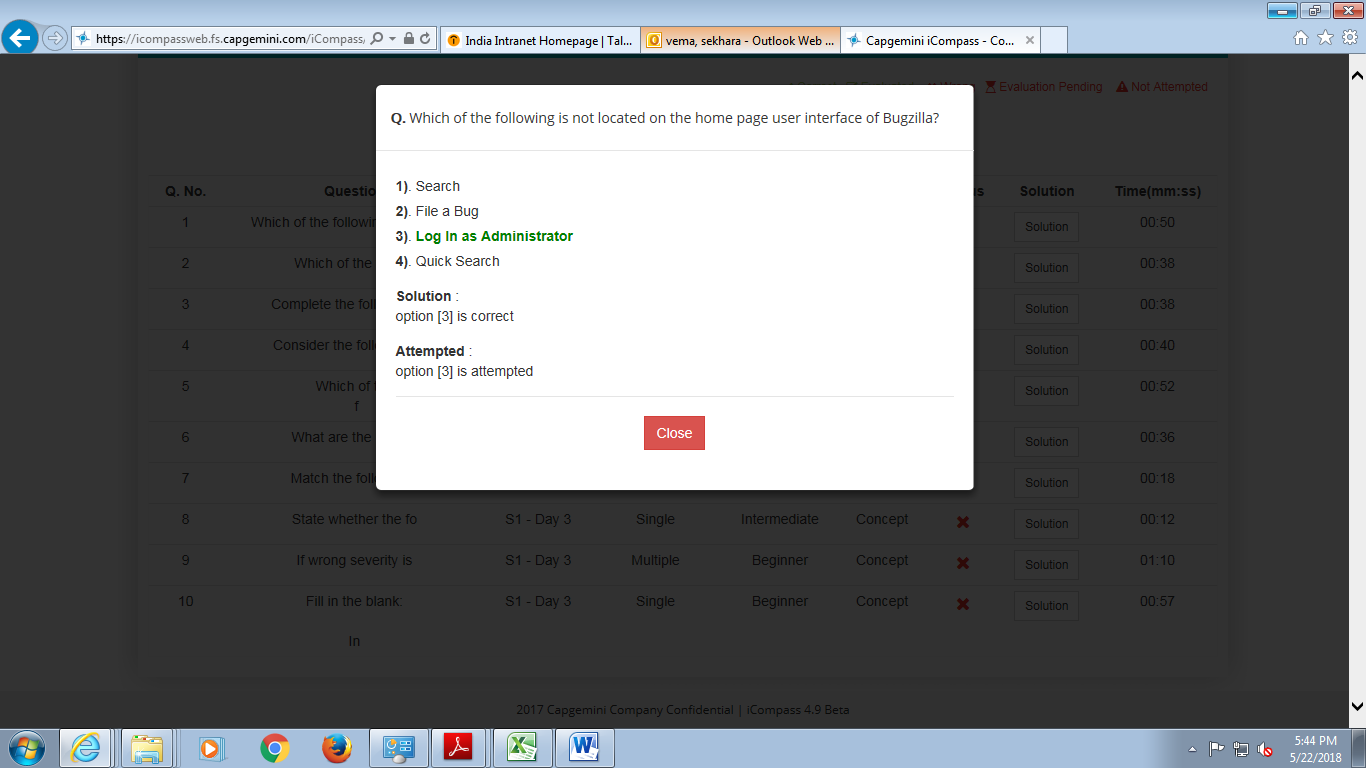 https://icompassweb.fs.capgemini.com/iCompass,
India Intranet Homepage | Tal...
vema, sekhara - Outlook Web ...
Capgemini iCompass - Co...
Evaluation Pending
Not Attempted
Q. Which of the following is not located on the home page user interface of Bugzilla?
1). Search
2). File a Bug
3). Log In as Administrator
4). Quick Search
Solution :
option [3] is correct
Attempted :
option [3] is attempted
Close
Q. No. Questio s Solution Time(mm:ss)
1 Which of the followin Solution 00:50
2 Which of the Solution 00:38
3 Complete the foll Solution 00:38
4 Consider the foll Solution 00:40
5 Which of f Solution 00:52
6 What are the Solution 00:36
7 Match the foll Solution 00:18
8 State whether the fo S1 - Day 3 Single Intermediate Concept Solution 00:12
9 If wrong severity is S1 - Day 3 Multiple Beginner Concept Solution 01:10
10 Fill in the blank: S1 - Day 3 Single Beginner Concept Solution 00:57
In
2017 Capgemini Company Confidential | iCompass 4.9 Beta
5:44 PM
5/22/2018